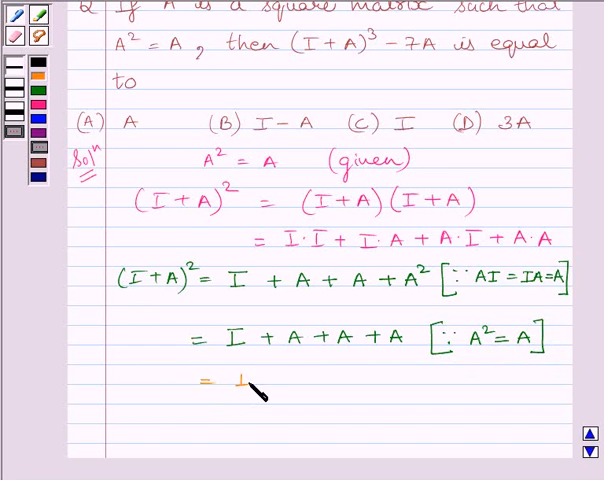 Q If A is a square matrix such that
A² = A, then (I + A)³ − 7A is equal
to
(A) A (B) I − A (C) I (D) 3A
Solⁿ A² = A (given)
(I + A)² = (I + A)(I + A)
= I·I + I·A + A·I + A·A
(I + A)² = I + A + A + A² [∵ AI = IA = A]
= I + A + A + A [∵ A² = A]
= I